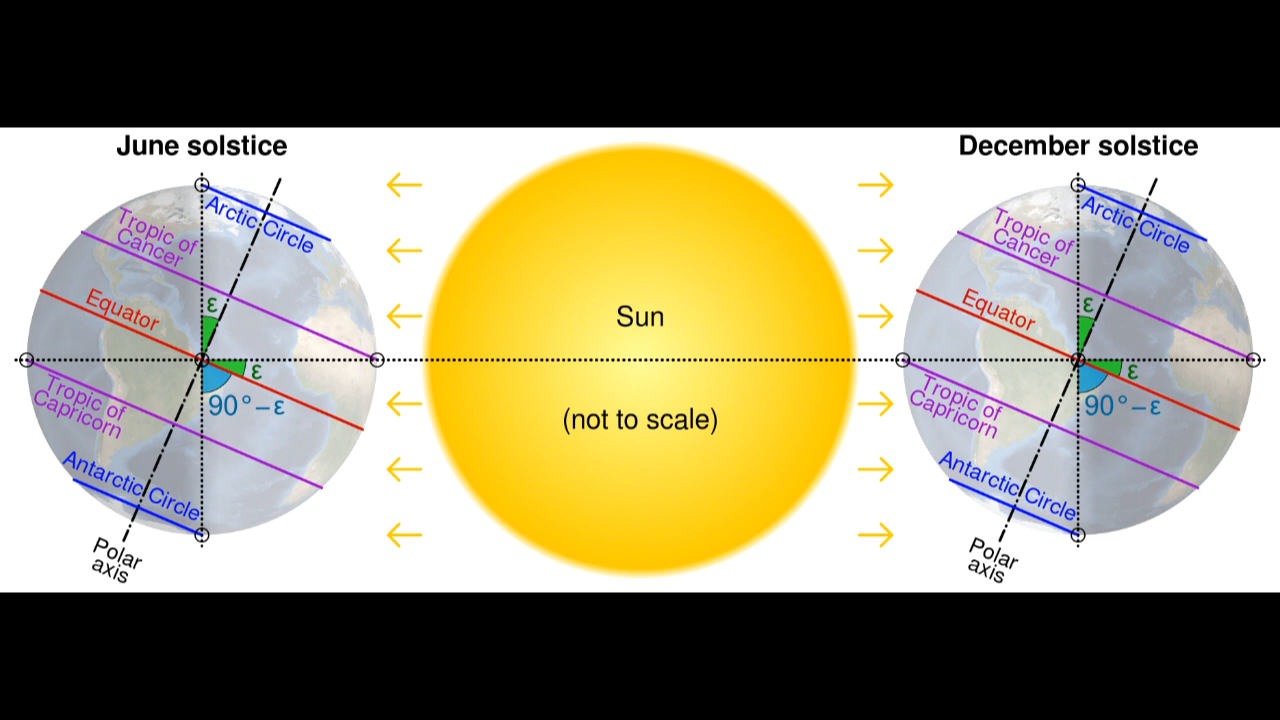 June solstice
Arctic Circle
Tropic of
Cancer
ε
Equator
ε
90°−ε
Tropic of
Capricorn
Antarctic Circle
Polar
axis
Sun
(not to scale)
December solstice
Arctic Circle
Tropic of
Cancer
ε
Equator
ε
90°−ε
Tropic of
Capricorn
Antarctic Circle
Polar
axis